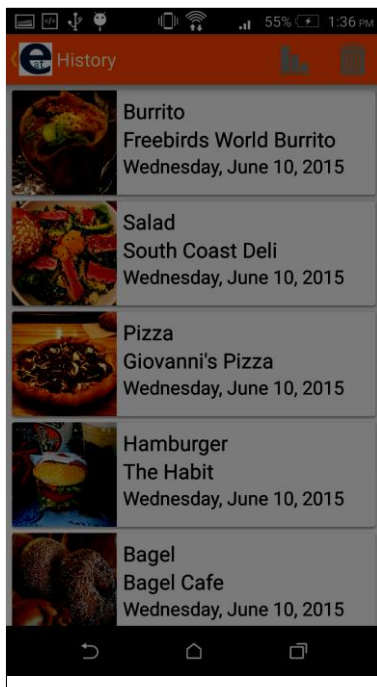 55% 1:36 PM
eat History
Burrito
Freebirds World Burrito
Wednesday, June 10, 2015
Salad
South Coast Deli
Wednesday, June 10, 2015
Pizza
Giovanni's Pizza
Wednesday, June 10, 2015
Hamburger
The Habit
Wednesday, June 10, 2015
Bagel
Bagel Cafe
Wednesday, June 10, 2015